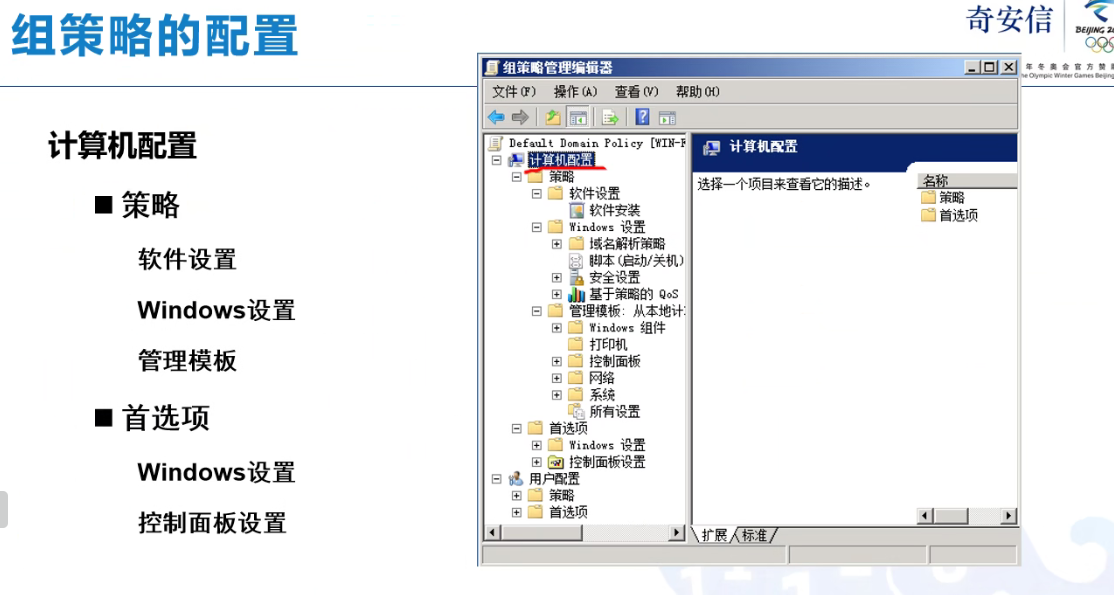 组策略的配置
奇安信
BEIJING 2
年冬奥会官方赞
he Olympic Winter Games Beijing
计算机配置
■ 策略
软件设置
Windows设置
管理模板
■ 首选项
Windows设置
控制面板设置
组策略管理编辑器
文件(F) 操作(A) 查看(V) 帮助(H)
Default Domain Policy [WIN-F
计算机配置
策略
软件设置
软件安装
Windows 设置
域名解析策略
脚本(启动/关机)
安全设置
基于策略的 QoS
管理模板: 从本地计
Windows 组件
打印机
控制面板
网络
系统
所有设置
首选项
Windows 设置
控制面板设置
用户配置
策略
首选项
计算机配置
选择一个项目来查看它的描述。
名称
策略
首选项
扩展 标准